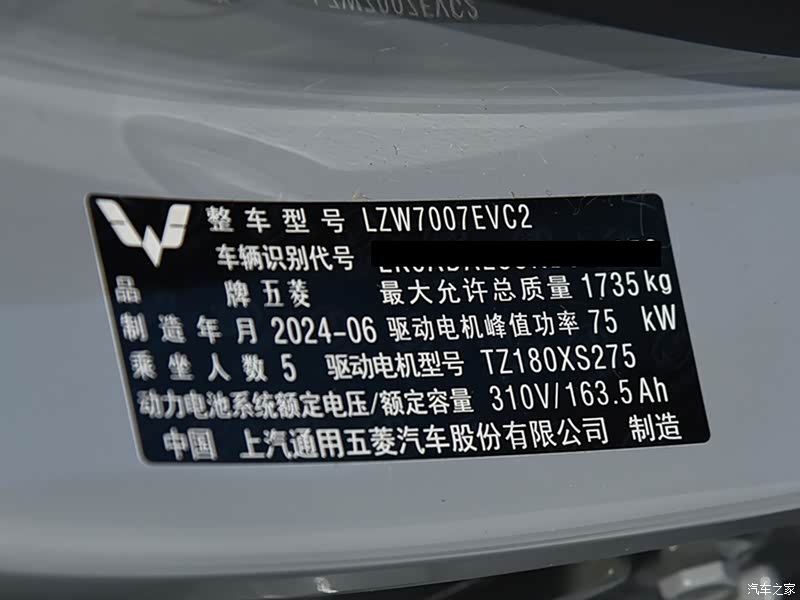 整车型号 LZW7007EVC2
车辆识别代号
品牌 五菱 最大允许总质量 1735 kg
制造年月 2024-06 驱动电机峰值功率 75 kW
乘坐人数 5 驱动电机型号 TZ180XS275
动力电池系统额定电压/额定容量 310V/163.5Ah
中国 上汽通用五菱汽车股份有限公司 制造
汽车之家